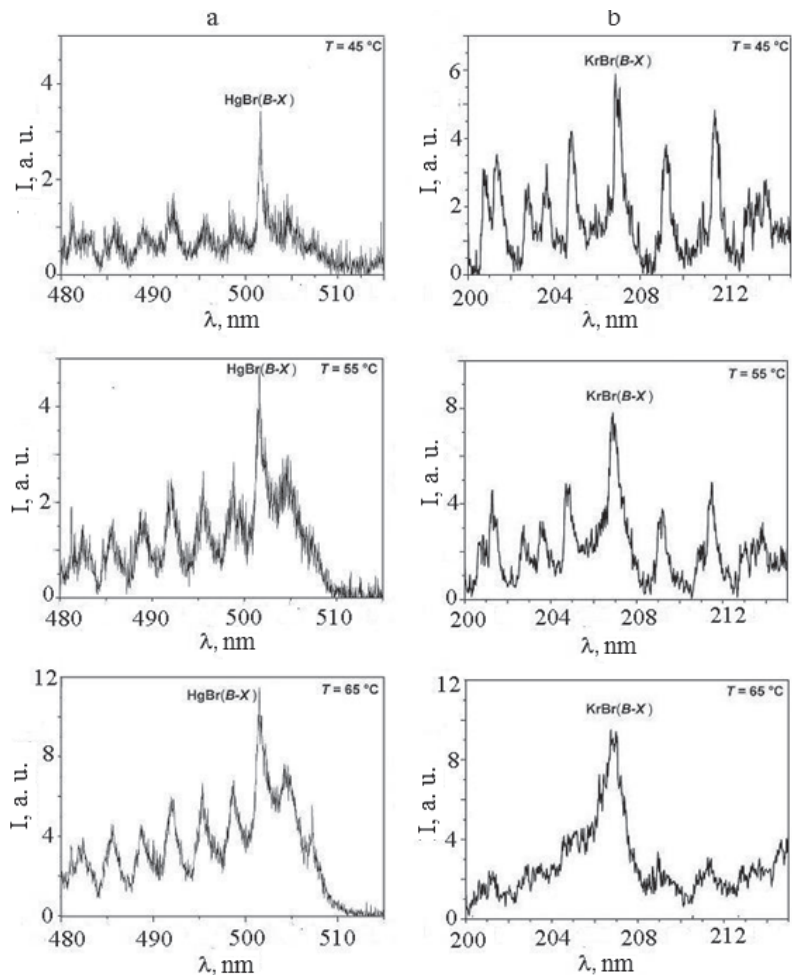 a
b
T = 45 °C
HgBr(B-X)
I, a. u.
4
2
0
480 490 500 510
λ, nm
T = 45 °C
KrBr(B-X)
I, a. u.
6
4
2
0
200 204 208 212
λ, nm
HgBr(B-X) T = 55 °C
I, a. u.
4
2
0
480 490 500 510
λ, nm
T = 55 °C
KrBr(B-X)
I, a. u.
8
4
0
200 204 208 212
λ, nm
T = 65 °C
HgBr(B-X)
I, a. u.
12
8
4
0
480 490 500 510
λ, nm
T = 65 °C
KrBr(B-X)
I, a. u.
12
8
4
0
200 204 208 212
λ, nm